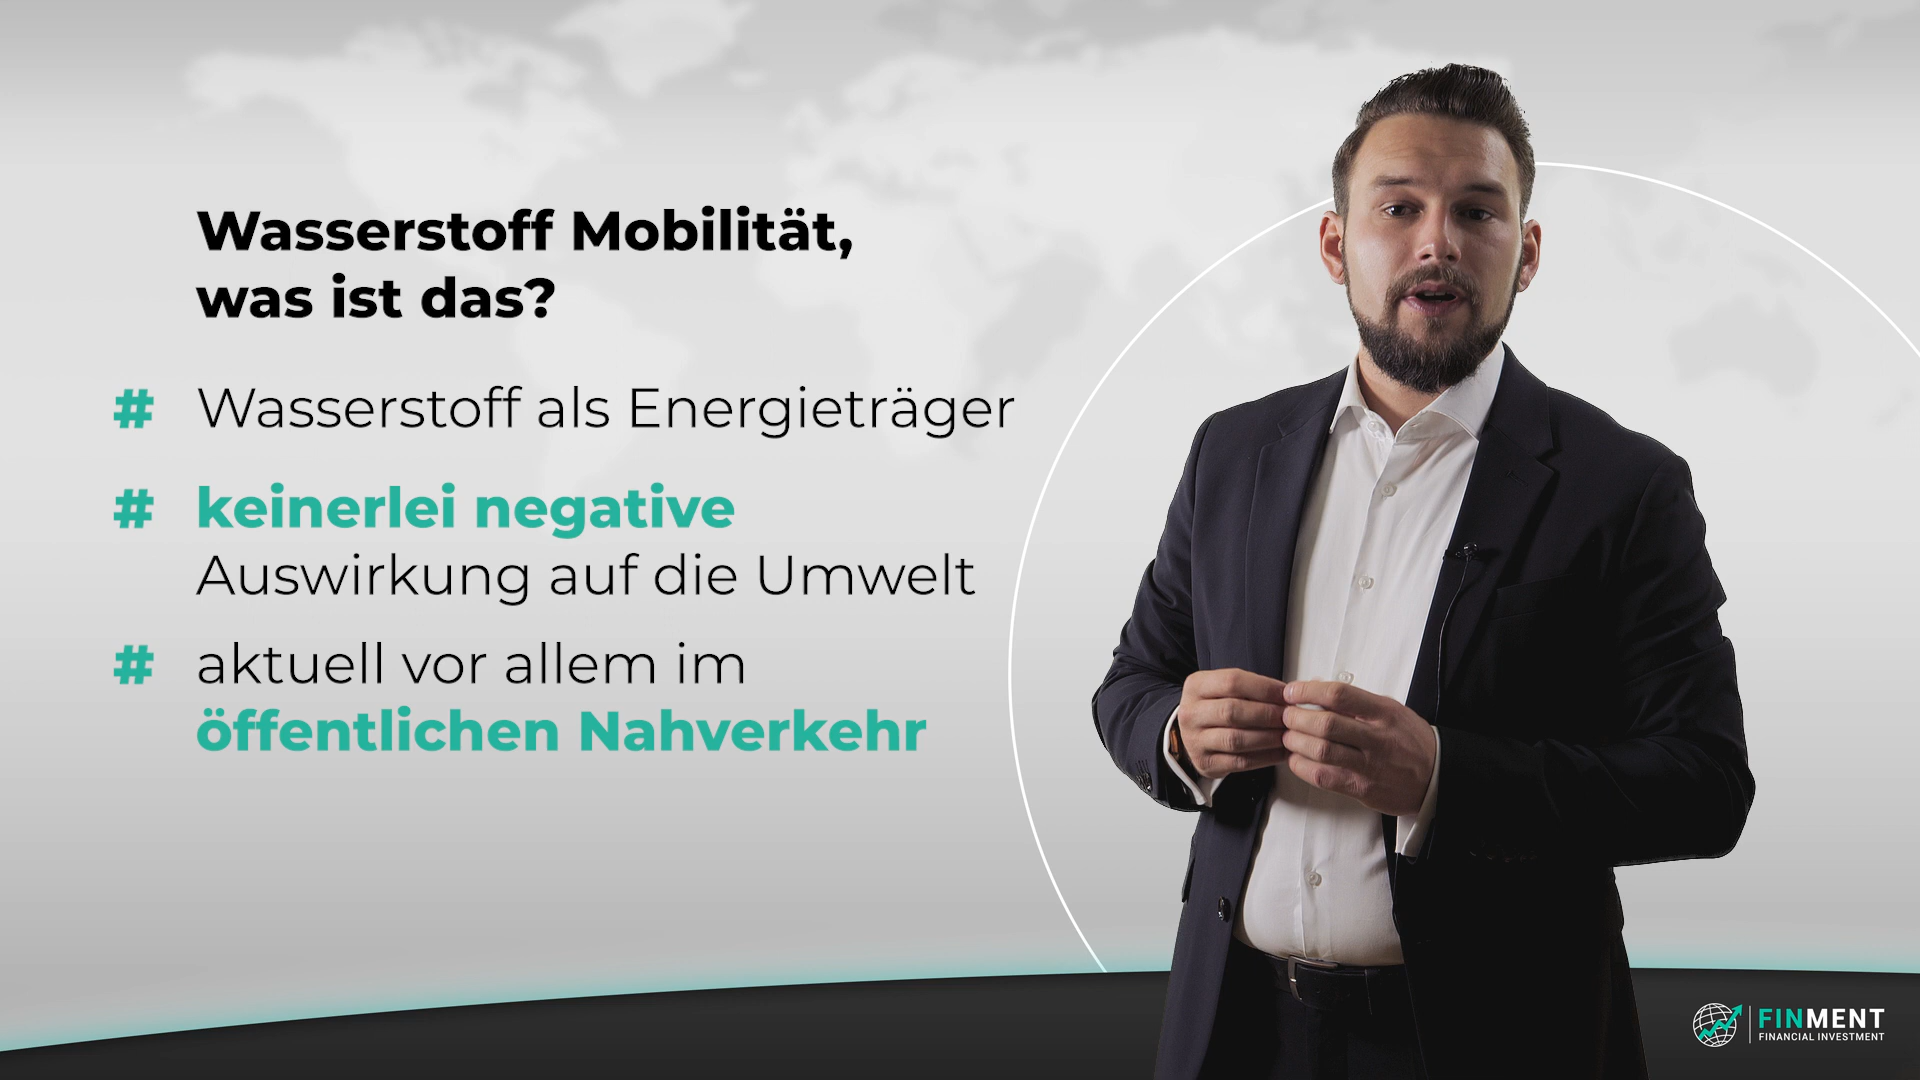 Wasserstoff Mobilität,
was ist das?
# Wasserstoff als Energieträger
# keinerlei negative
Auswirkung auf die Umwelt
# aktuell vor allem im
öffentlichen Nahverkehr
FINMENT
FINANCIAL INVESTMENT